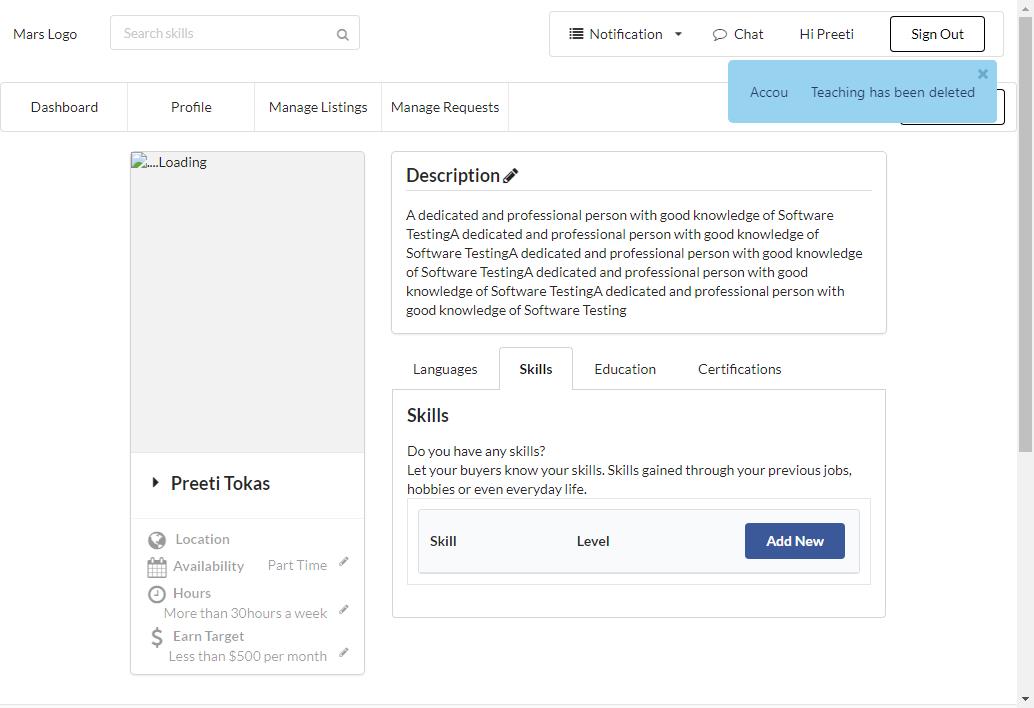 Mars Logo
Search skills
Notification
Chat
Hi Preeti
Sign Out
Accou
Teaching has been deleted
Dashboard
Profile
Manage Listings
Manage Requests
....Loading
Description
A dedicated and professional person with good knowledge of Software
TestingA dedicated and professional person with good knowledge of
Software TestingA dedicated and professional person with good knowledge
of Software TestingA dedicated and professional person with good
knowledge of Software TestingA dedicated and professional person with
good knowledge of Software Testing
Languages
Skills
Education
Certifications
Skills
Do you have any skills?
Let your buyers know your skills. Skills gained through your previous jobs,
hobbies or even everyday life.
Skill
Level
Add New
Preeti Tokas
Location
Availability
Part Time
Hours
More than 30hours a week
Earn Target
Less than $500 per month